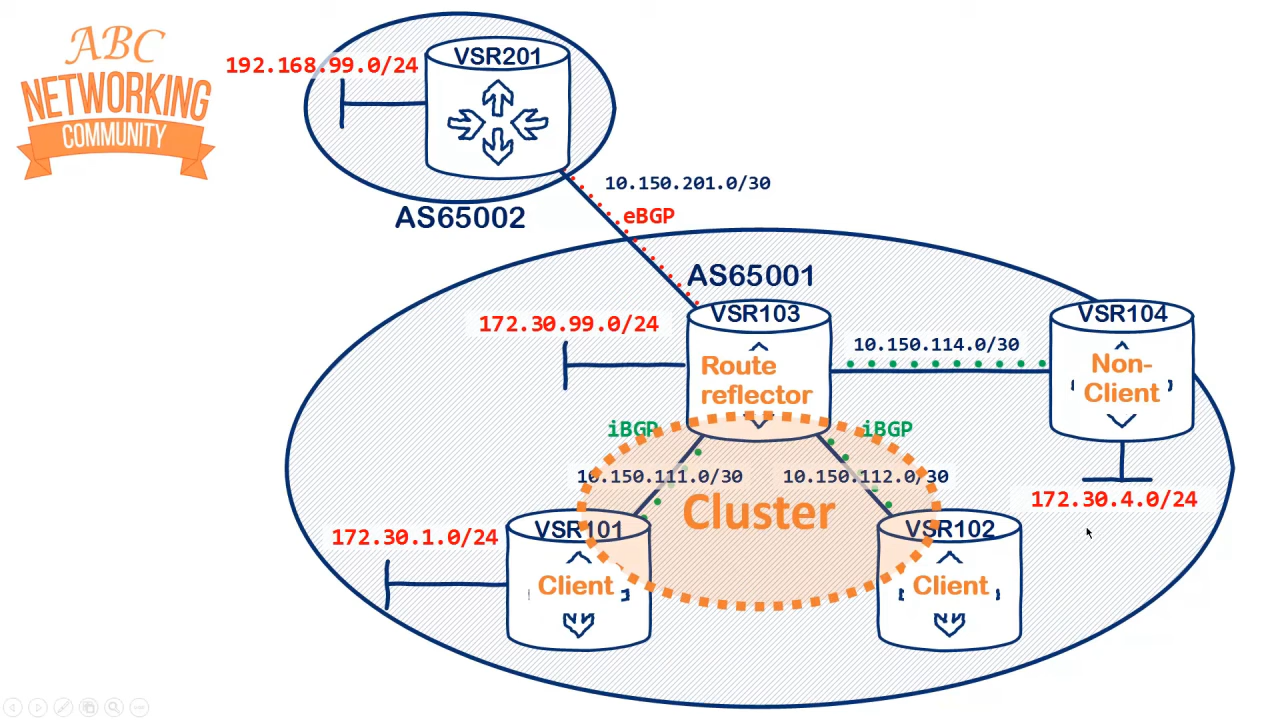 ABC
NETWORKING
COMMUNITY
192.168.99.0/24
VSR201
AS65002
10.150.201.0/30
eBGP
AS65001
172.30.99.0/24
VSR103
Route
reflector
10.150.114.0/30
VSR104
Non-
Client
iBGP
iBGP
10.150.111.0/30
10.150.112.0/30
172.30.4.0/24
Cluster
172.30.1.0/24
VSR101
Client
VSR102
Client